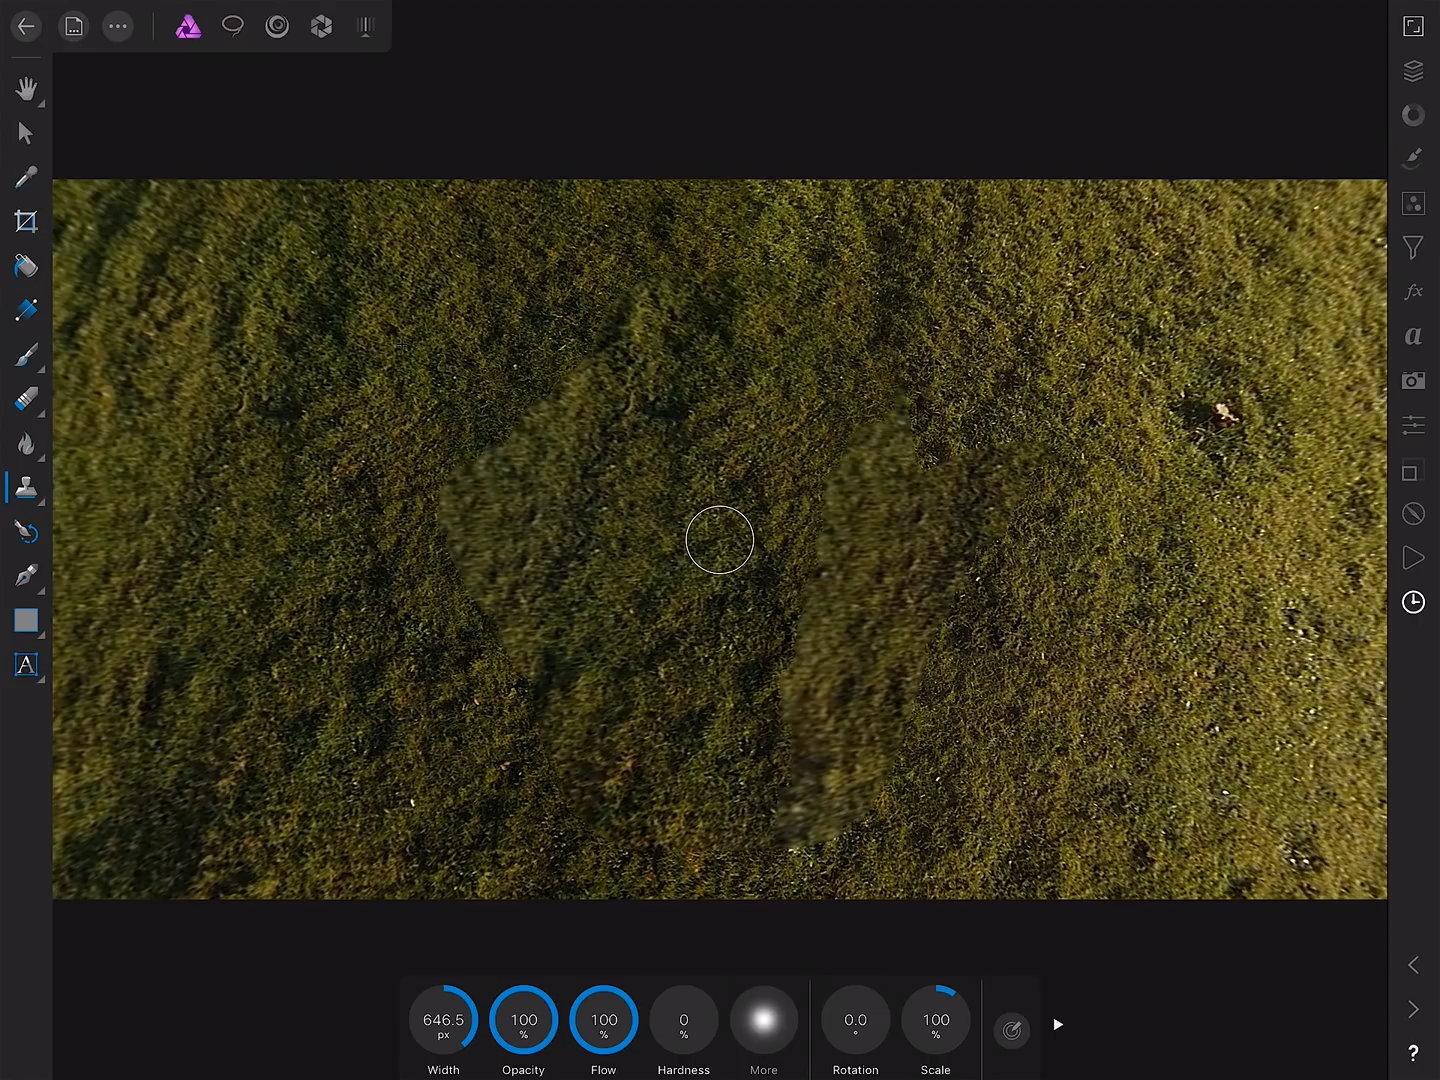 fx
a
A
646.5
px
100
%
100
%
0
%
0.0
°
100
%
Width
Opacity
Flow
Hardness
More
Rotation
Scale
?